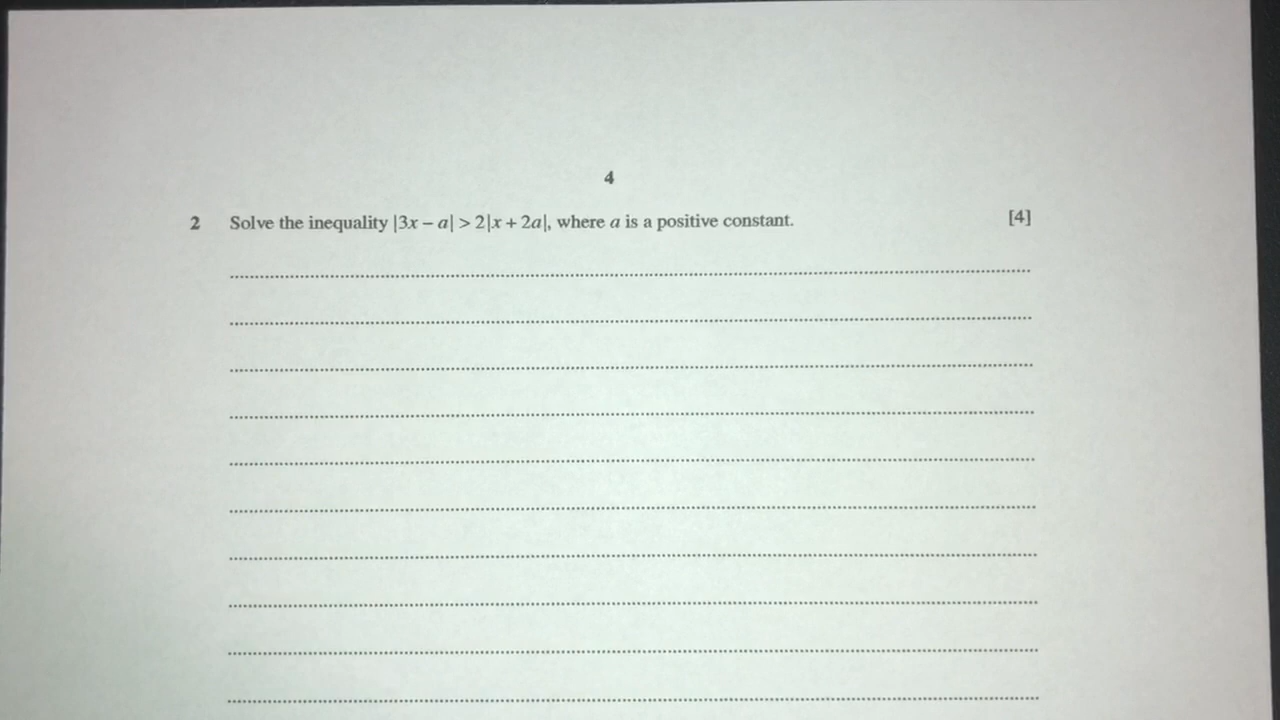 4
2 Solve the inequality |3x − a| > 2|x + 2a|, where a is a positive constant. [4]